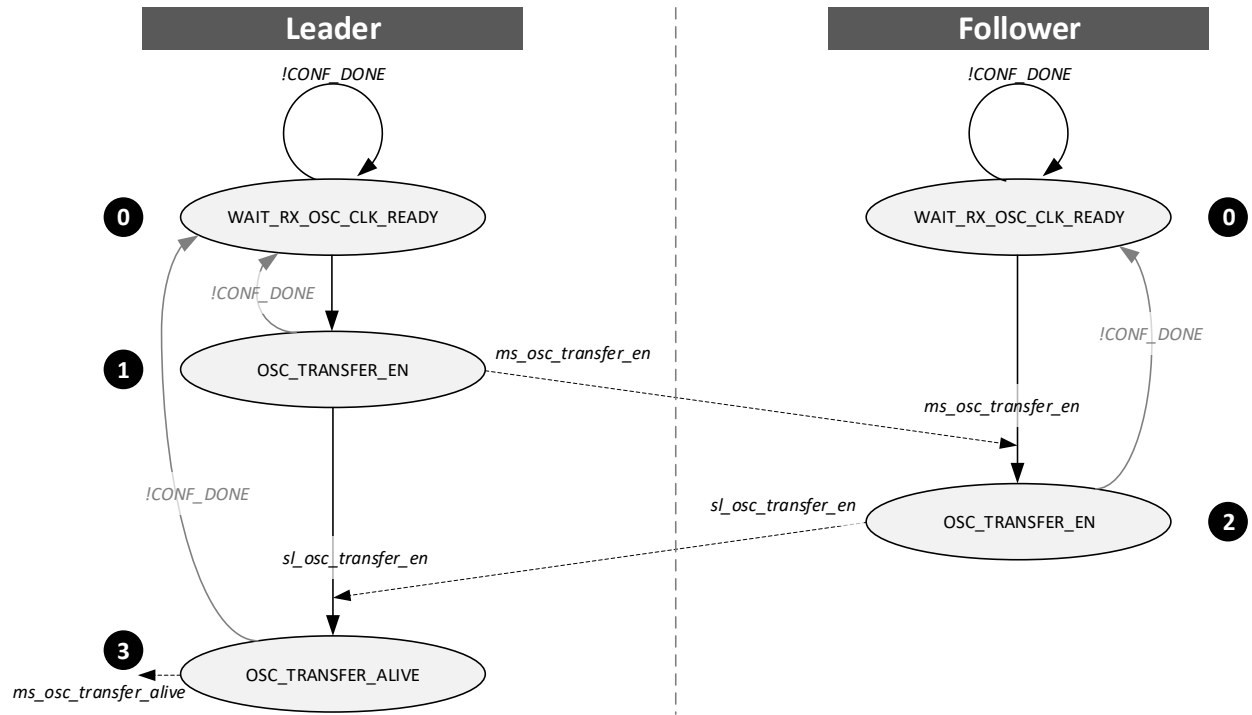 Leader
Follower
!CONF_DONE
!CONF_DONE
0
WAIT_RX_OSC_CLK_READY
WAIT_RX_OSC_CLK_READY
0
!CONF_DONE
!CONF_DONE
1
OSC_TRANSFER_EN
ms_osc_transfer_en
ms_osc_transfer_en
!CONF_DONE
sl_osc_transfer_en
OSC_TRANSFER_EN
2
sl_osc_transfer_en
3
OSC_TRANSFER_ALIVE
ms_osc_transfer_alive